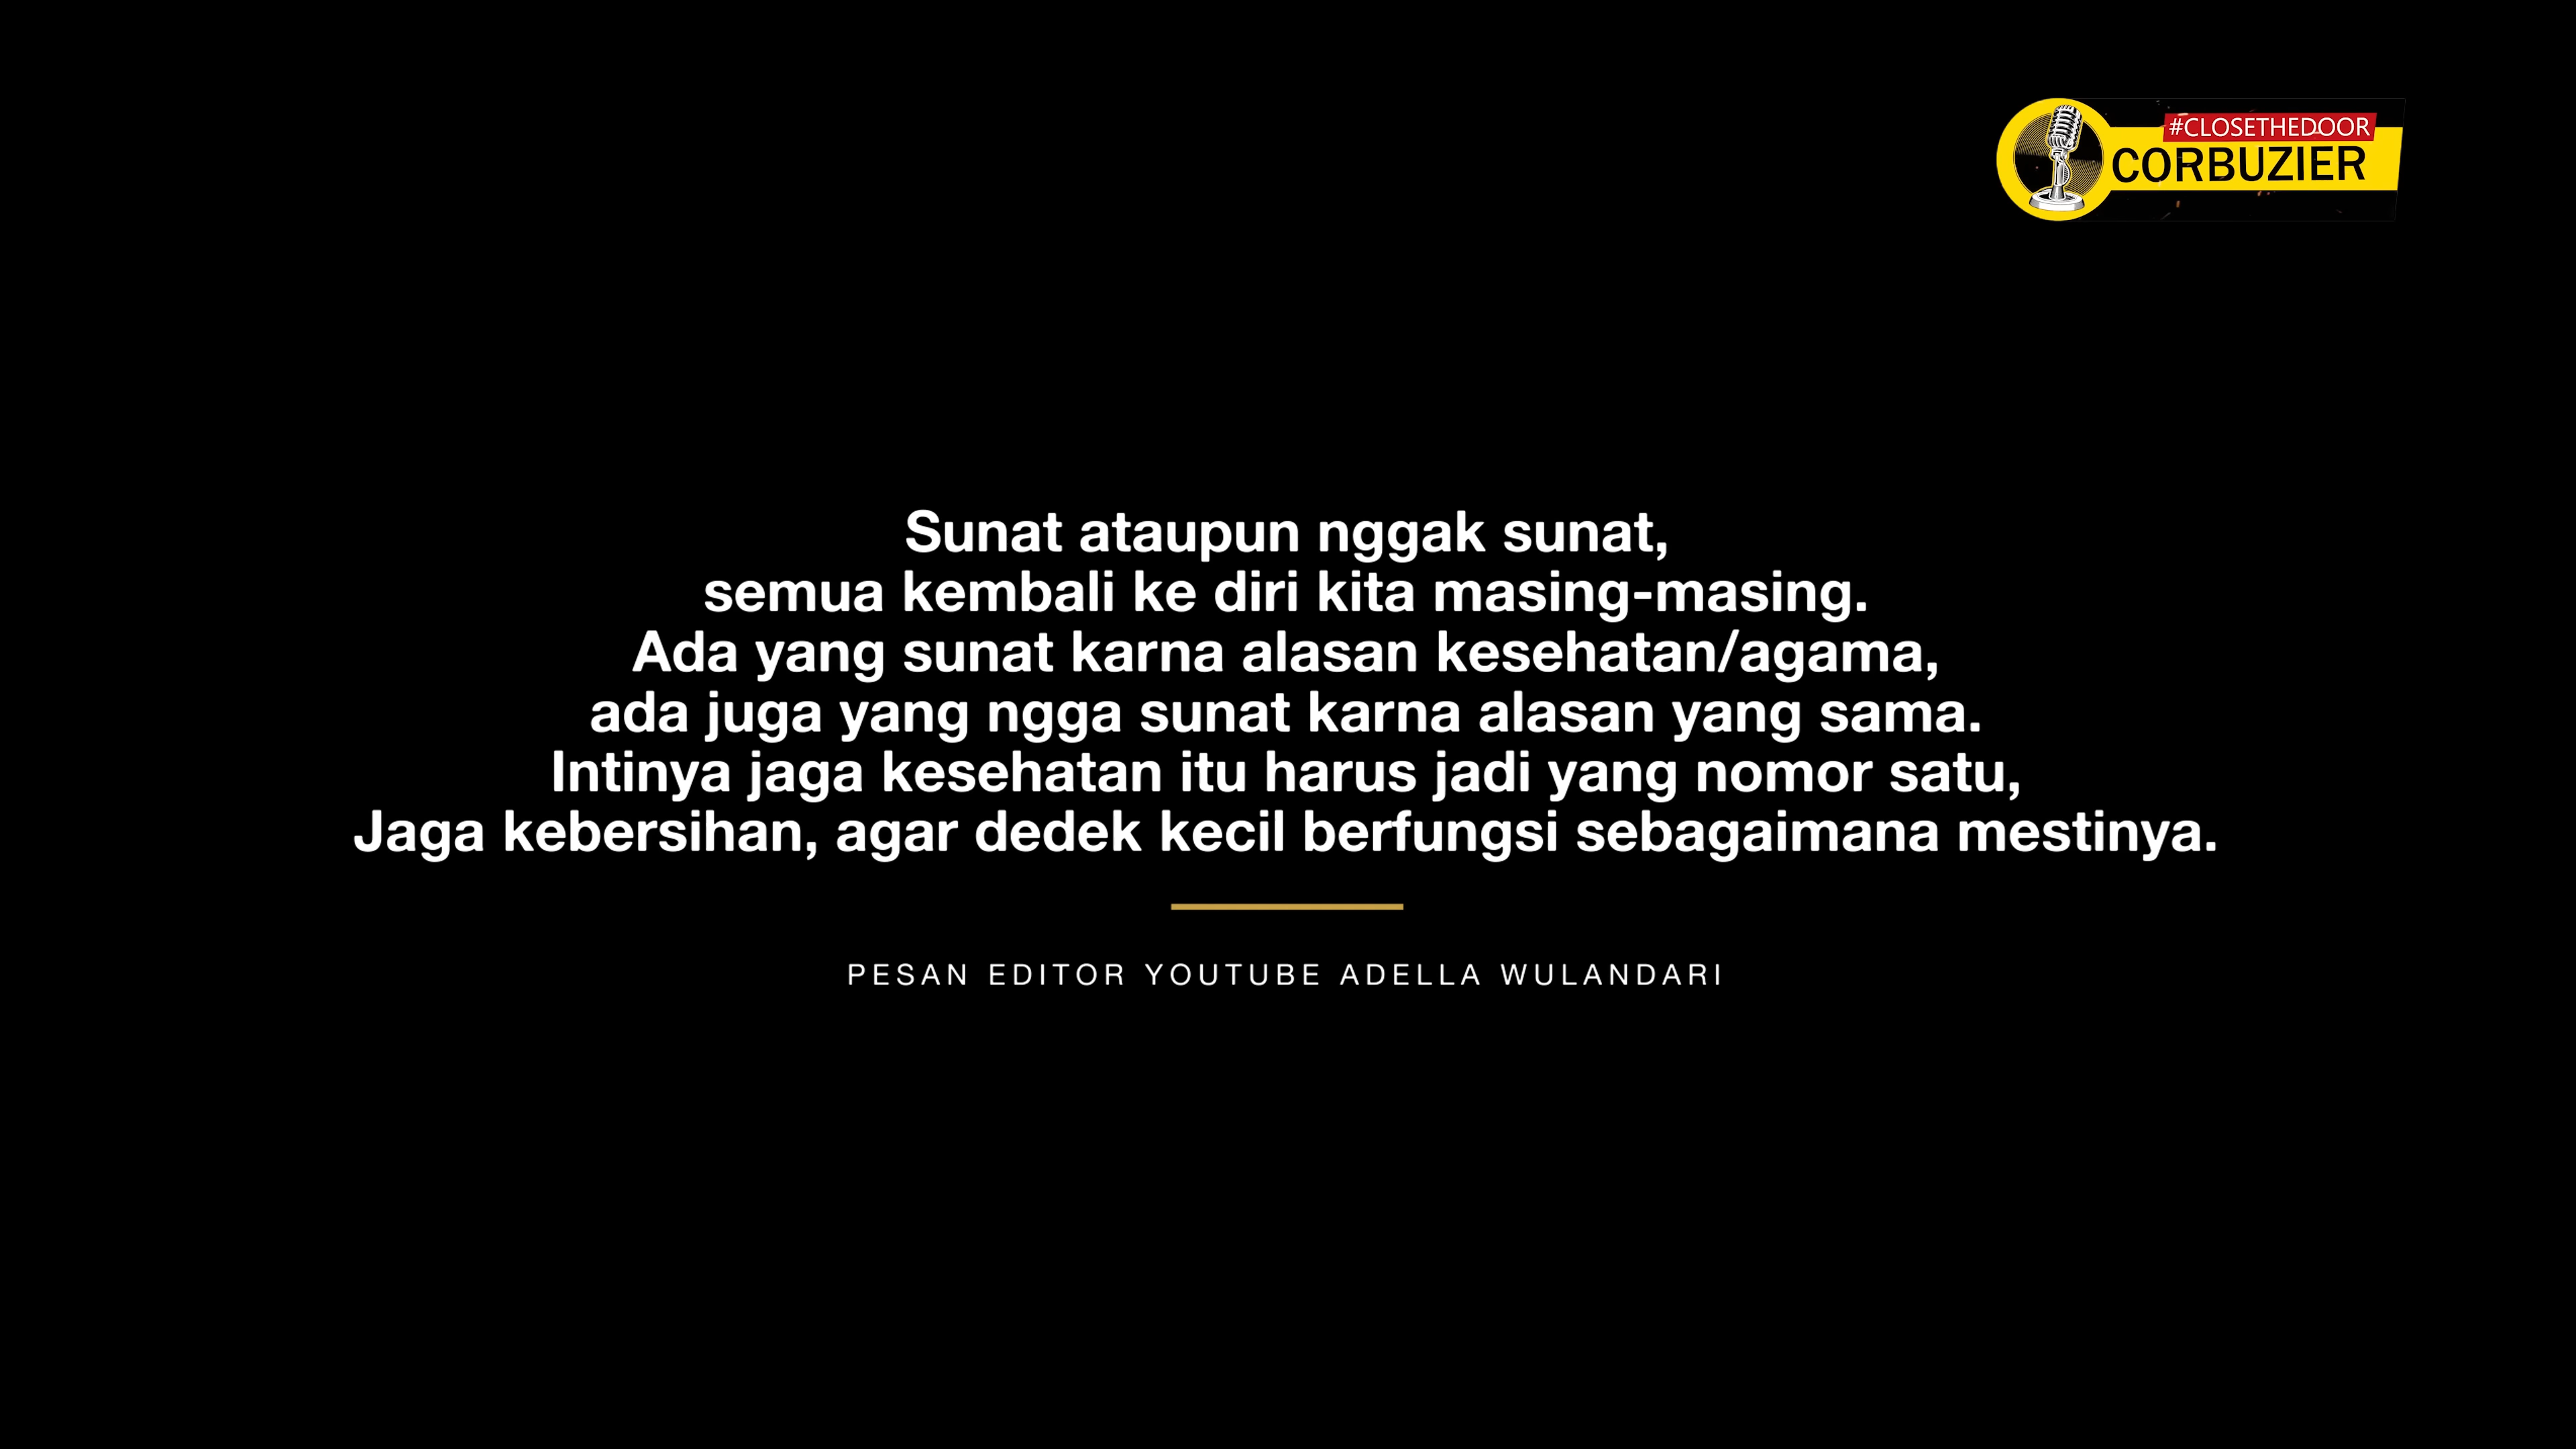 #CLOSETHEDOOR
CORBUZIER
Sunat ataupun nggak sunat,
semua kembali ke diri kita masing-masing.
Ada yang sunat karna alasan kesehatan/agama,
ada juga yang ngga sunat karna alasan yang sama.
Intinya jaga kesehatan itu harus jadi yang nomor satu,
Jaga kebersihan, agar dedek kecil berfungsi sebagaimana mestinya.
PESAN EDITOR YOUTUBE ADELLA WULANDARI